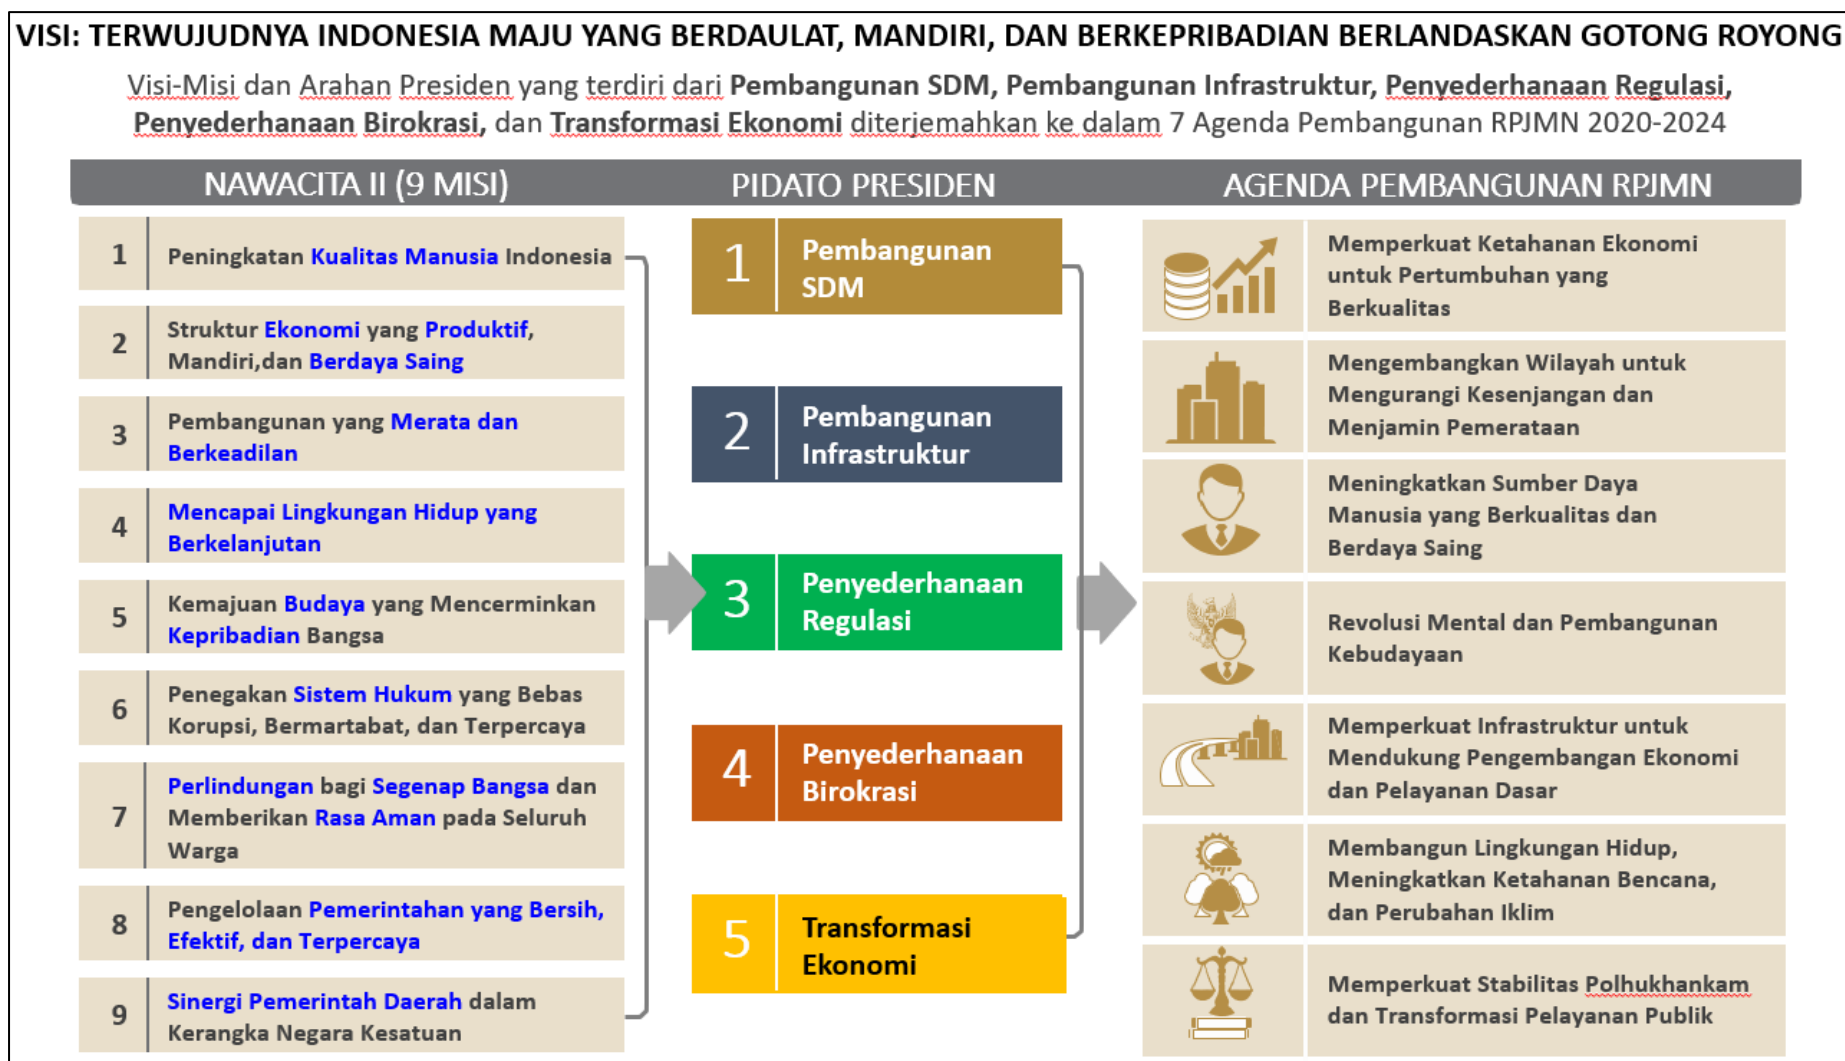 VISI: TERWUJUDNYA INDONESIA MAJU YANG BERDAULAT, MANDIRI, DAN BERKEPRIBADIAN BERLANDASKAN GOTONG ROYONG
Visi-Misi dan Arahan Presiden yang terdiri dari Pembangunan SDM, Pembangunan Infrastruktur, Penyederhanaan Regulasi,
Penyederhanaan Birokrasi, dan Transformasi Ekonomi diterjemahkan ke dalam 7 Agenda Pembangunan RPJMN 2020-2024
NAWACITA II (9 MISI)
1
Peningkatan Kualitas Manusia Indonesia
2
Struktur Ekonomi yang Produktif,
Mandiri,dan Berdaya Saing
3
Pembangunan yang Merata dan
Berkeadilan
4
Mencapai Lingkungan Hidup yang
Berkelanjutan
5
Kemajuan Budaya yang Mencerminkan
Kepribadian Bangsa
6
Penegakan Sistem Hukum yang Bebas
Korupsi, Bermartabat, dan Terpercaya
7
Perlindungan bagi Segenap Bangsa dan
Memberikan Rasa Aman pada Seluruh
Warga
8
Pengelolaan Pemerintahan yang Bersih,
Efektif, dan Terpercaya
9
Sinergi Pemerintah Daerah dalam
Kerangka Negara Kesatuan
PIDATO PRESIDEN
1
Pembangunan
SDM
2
Pembangunan
Infrastruktur
3
Penyederhanaan
Regulasi
4
Penyederhanaan
Birokrasi
5
Transformasi
Ekonomi
AGENDA PEMBANGUNAN RPJMN
Memperkuat Ketahanan Ekonomi
untuk Pertumbuhan yang
Berkualitas
Mengembangkan Wilayah untuk
Mengurangi Kesenjangan dan
Menjamin Pemerataan
Meningkatkan Sumber Daya
Manusia yang Berkualitas dan
Berdaya Saing
Revolusi Mental dan Pembangunan
Kebudayaan
Memperkuat Infrastruktur untuk
Mendukung Pengembangan Ekonomi
dan Pelayanan Dasar
Membangun Lingkungan Hidup,
Meningkatkan Ketahanan Bencana,
dan Perubahan Iklim
Memperkuat Stabilitas Polhukhankam
dan Transformasi Pelayanan Publik